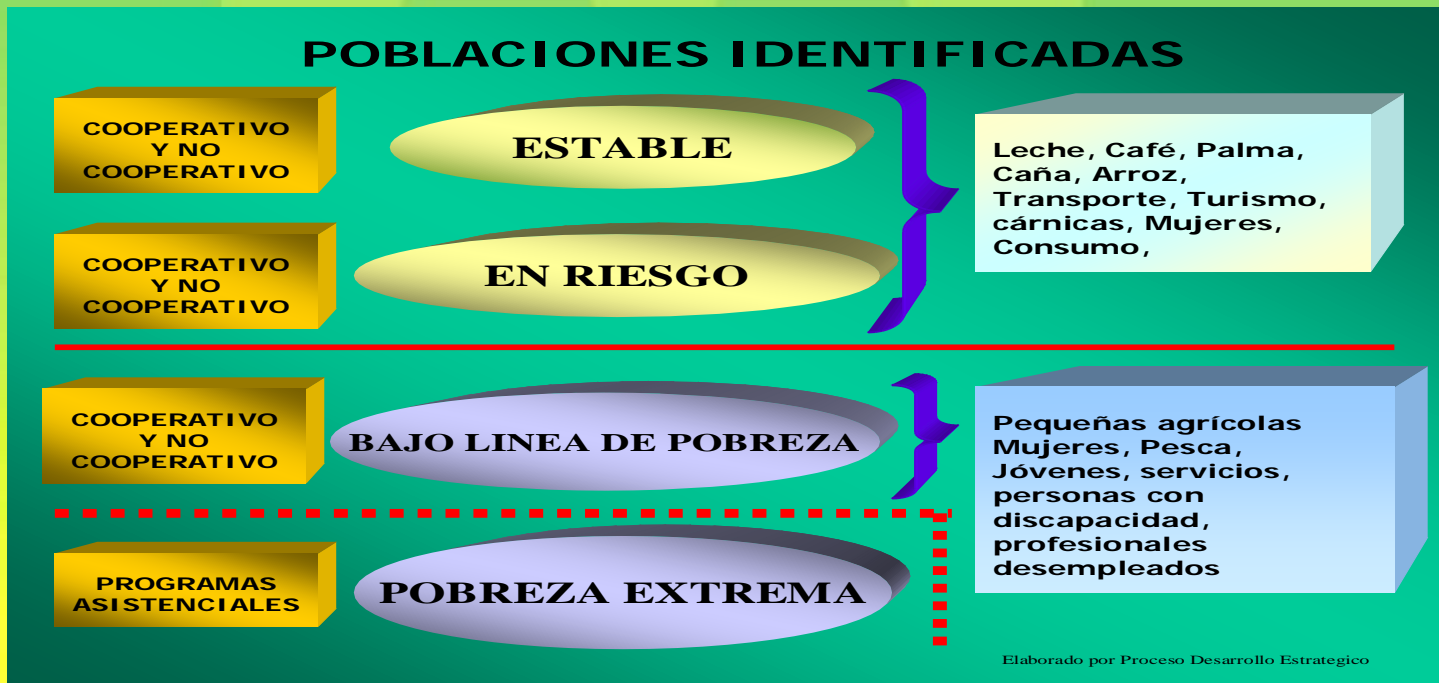 POBLACIONES IDENTIFICADAS
COOPERATIVO
Y NO
COOPERATIVO
ESTABLE
Leche, Café, Palma,
Caña, Arroz,
Transporte, Turismo,
cárnicas, Mujeres,
Consumo,
COOPERATIVO
Y NO
COOPERATIVO
EN RIESGO
COOPERATIVO
Y NO
COOPERATIVO
BAJO LINEA DE POBREZA
Pequeñas agrícolas
Mujeres, Pesca,
Jóvenes, servicios,
personas con
discapacidad,
profesionales
desempleados
PROGRAMAS
ASISTENCIALES
POBREZA EXTREMA
Elaborado por Proceso Desarrollo Estrategico